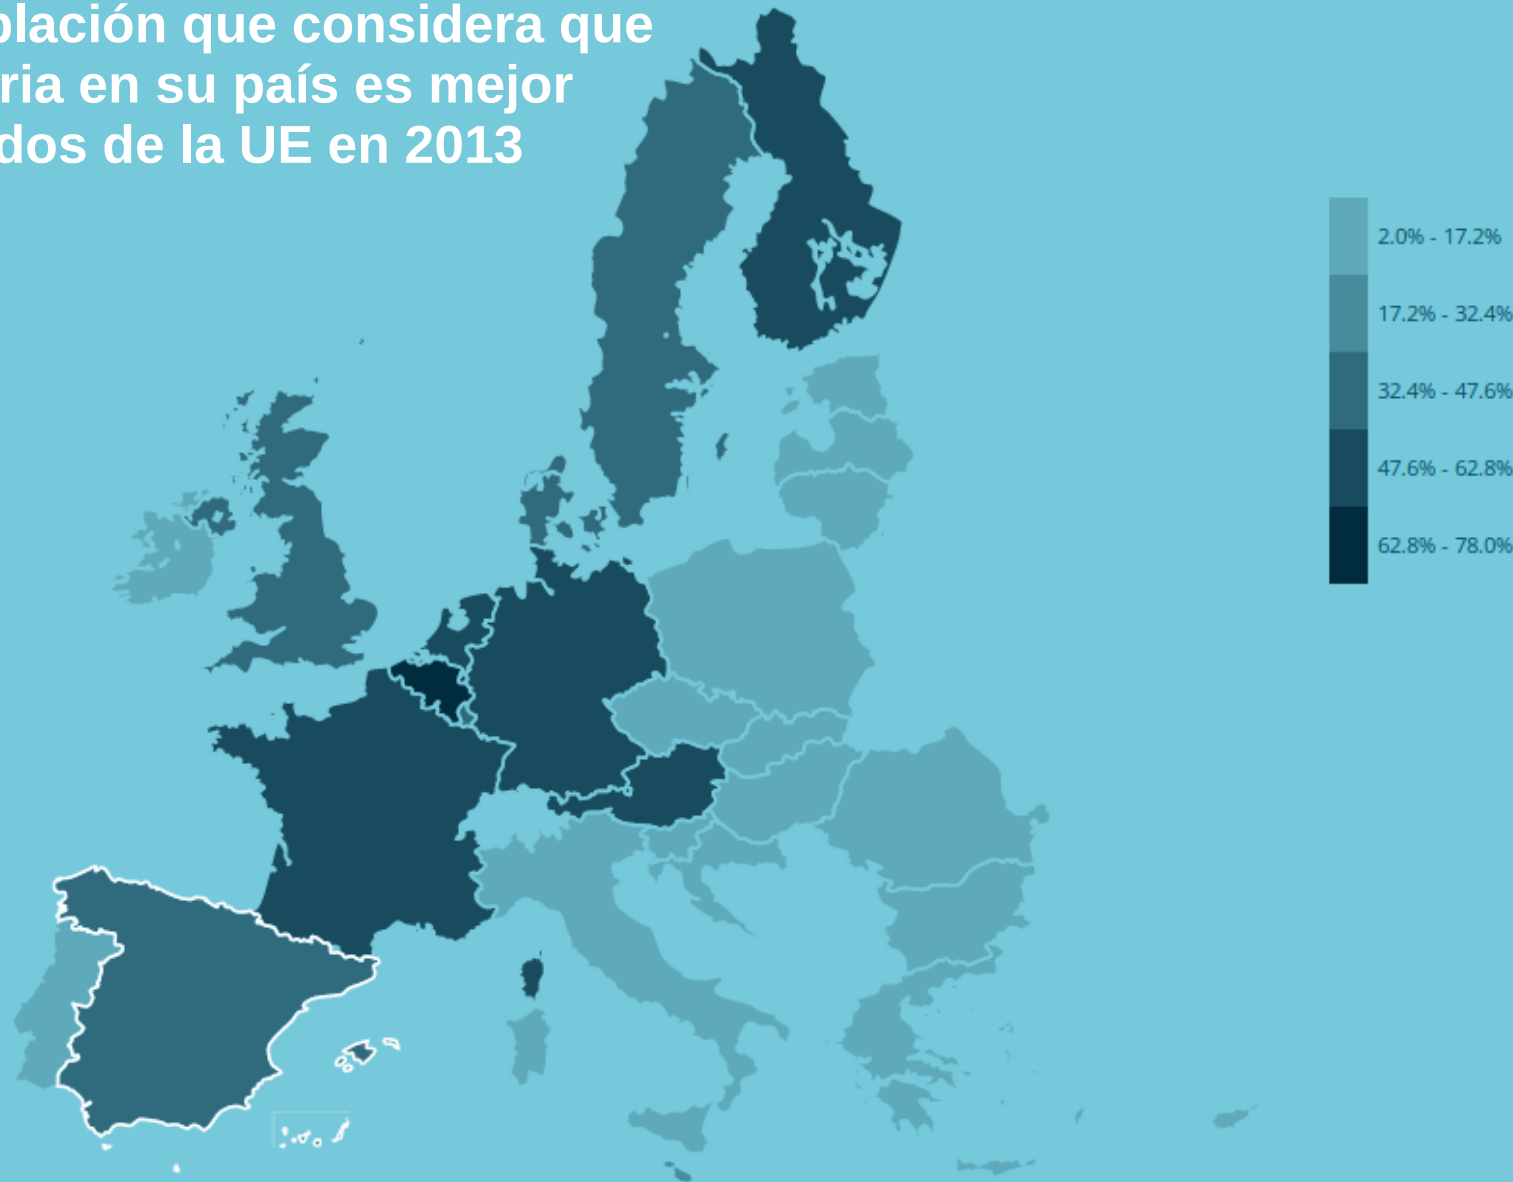 blación que considera que
ria en su país es mejor
dos de la UE en 2013
2.0% - 17.2%
17.2% - 32.4%
32.4% - 47.6%
47.6% - 62.8%
62.8% - 78.0%